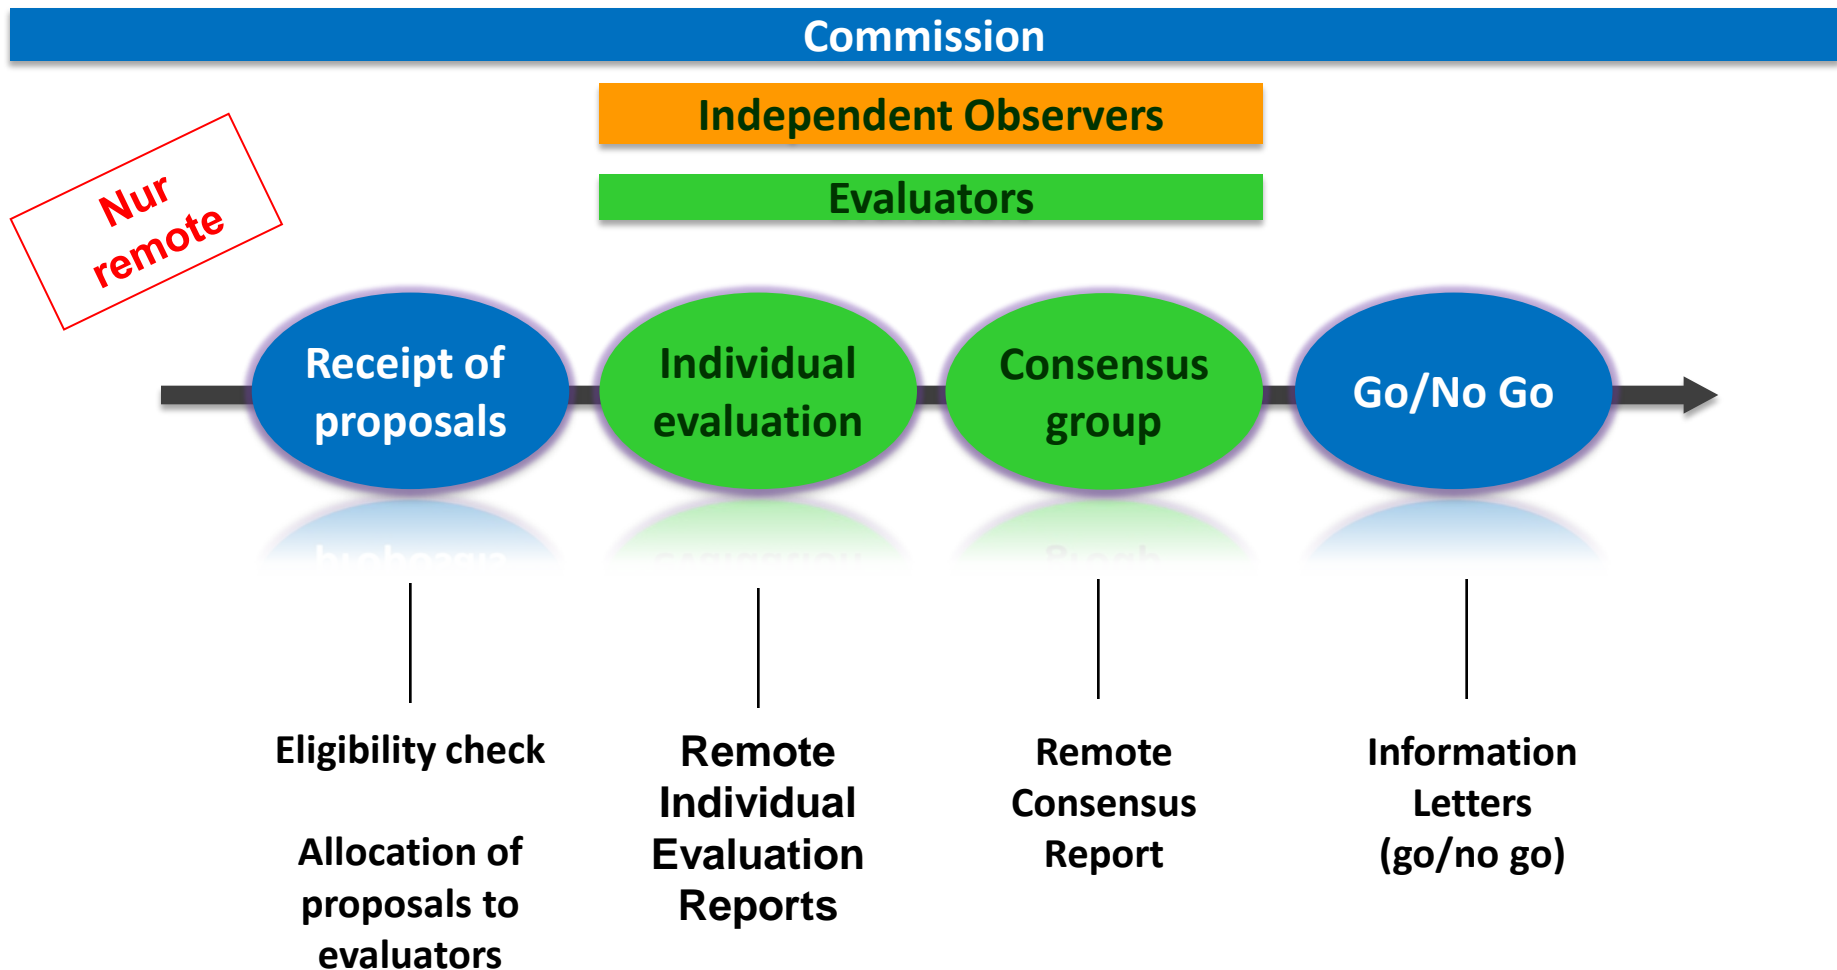 Commission
Independent Observers
Evaluators
Nur
remote
Receipt of
proposals
Individual
evaluation
Consensus
group
Go/No Go
Eligibility check
Allocation of
proposals to
evaluators
Remote
Individual
Evaluation
Reports
Remote
Consensus
Report
Information
Letters
(go/no go)